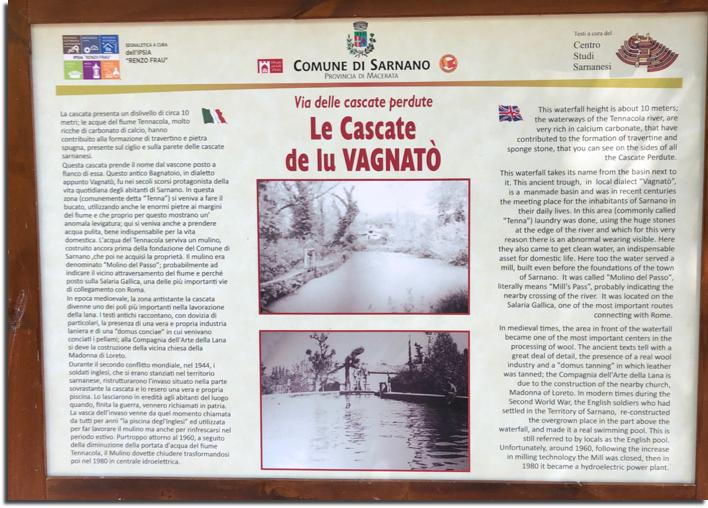 IPSIA "RENZO FRAU"
SEGNALETICA A CURA
dell'IPSIA
"RENZO FRAU"
COMUNE DI SARNANO
PROVINCIA DI MACERATA
Testi a cura del
Centro
Studi
Sarnanesi
Via delle cascate perdute
Le Cascate
de lu VAGNATÒ
La cascata presenta un dislivello di circa 10
metri; le acque del fiume Tennacola, molto
ricche di carbonato di calcio, hanno
contribuito alla formazione di travertino e pietra
spugna, presente sul ciglio e sulla parete delle cascate
sarnanesi.
Questa cascata prende il nome dal vascone posto a
fianco di essa. Questo antico Bagnatoio, in dialetto
appunto Vagnatò, fu nei secoli scorsi protagonista della
vita quotidiana degli abitanti di Sarnano. In questa
zona (comunemente detta "Tenna") si veniva a fare il
bucato, utilizzando anche le enormi pietre ai margini
del fiume e che proprio per questo mostrano un'
anomala levigatura; qui si veniva anche a prendere
acqua pulita, bene indispensabile per la vita
domestica. L'acqua del Tennacola serviva un mulino,
costruito ancora prima della fondazione del Comune di
Sarnano ,che poi ne acquisì la proprietà. Il mulino era
denominato "Molino del Passo"; probabilmente ad
indicare il vicino attraversamento del fiume e perché
posto sulla Salaria Gallica, una delle più importanti vie
di collegamento con Roma.
In epoca medioevale, la zona antistante la cascata
divenne uno dei poli più importanti nella lavorazione
della lana. I testi antichi raccontano, con dovizia di
particolari, la presenza di una vera e propria industria
laniera e di una "domus conciae" in cui venivano
conciati i pellami; alla Compagnia dell'Arte della Lana
si deve la costruzione della vicina chiesa della
Madonna di Loreto.
Durante il secondo conflitto mondiale, nel 1944, i
soldati inglesi, che si erano stanziati nel territorio
sarnanese, ristrutturarono l'invaso situato nella parte
sovrastante la cascata e lo resero una vera e propria
piscina. Lo lasciarono in eredità agli abitanti del luogo
quando, finita la guerra, vennero richiamati in patria.
La vasca dell'invaso venne da quel momento chiamata
da tutti per anni "la piscina degl'Inglesi" ed utilizzata
per far lavorare il mulino ma anche per rinfrescarsi nel
periodo estivo. Purtroppo attorno al 1960, a seguito
della diminuzione della portata d'acqua del fiume
Tennacola, il Mulino dovette chiudere trasformandosi
poi nel 1980 in centrale idroelettrica.
This waterfall height is about 10 meters;
the waterways of the Tennacola river, are
very rich in calcium carbonate, that have
contributed to the formation of travertine and
sponge stone, that you can see on the sides of all
the Cascate Perdute.
This waterfall takes its name from the basin next to
it. This ancient trough, in local dialect "Vagnatò",
is a manmade basin and was in recent centuries
the meeting place for the inhabitants of Sarnano in
their daily lives. In this area (commonly called
"Tenna") laundry was done, using the huge stones
at the edge of the river and which for this very
reason there is an abnormal wearing visible. Here
they also came to get clean water, an indispensable
asset for domestic life. Here too the water served a
mill, built even before the foundations of the town
of Sarnano. It was called "Molino del Passo",
literally means "Mill's Pass", probably indicating the
nearby crossing of the river. It was located on the
Salaria Gallica, one of the most important routes
connecting with Rome.
In medieval times, the area in front of the waterfall
became one of the most important centers in the
processing of wool. The ancient texts tell with a
great deal of detail, the presence of a real wool
industry and a "domus tanning" in which leather
was tanned; the Compagnia dell'Arte della Lana is
due to the construction of the nearby church,
Madonna of Loreto. In modern times during the
Second World War, the English soldiers who had
settled in the Territory of Sarnano, re-constructed
the overgrown place in the part above the
waterfall, and made it a real swimming pool. This is
still referred to by locals as the English pool.
Unfortunately, around 1960, following the increase
in milling technology the Mill was closed, then in
1980 it became a hydroelectric power plant.